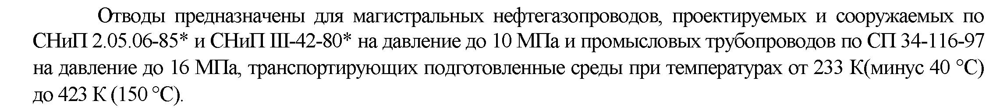 Отводы предназначены для магистральных нефтегазопроводов, проектируемых и сооружаемых по
СНиП 2.05.06-85* и СНиП III-42-80* на давление до 10 МПа и промысловых трубопроводов по СП 34-116-97
на давление до 16 МПа, транспортирующих подготовленные среды при температурах от 233 К(минус 40 °С)
до 423 К (150 °С).